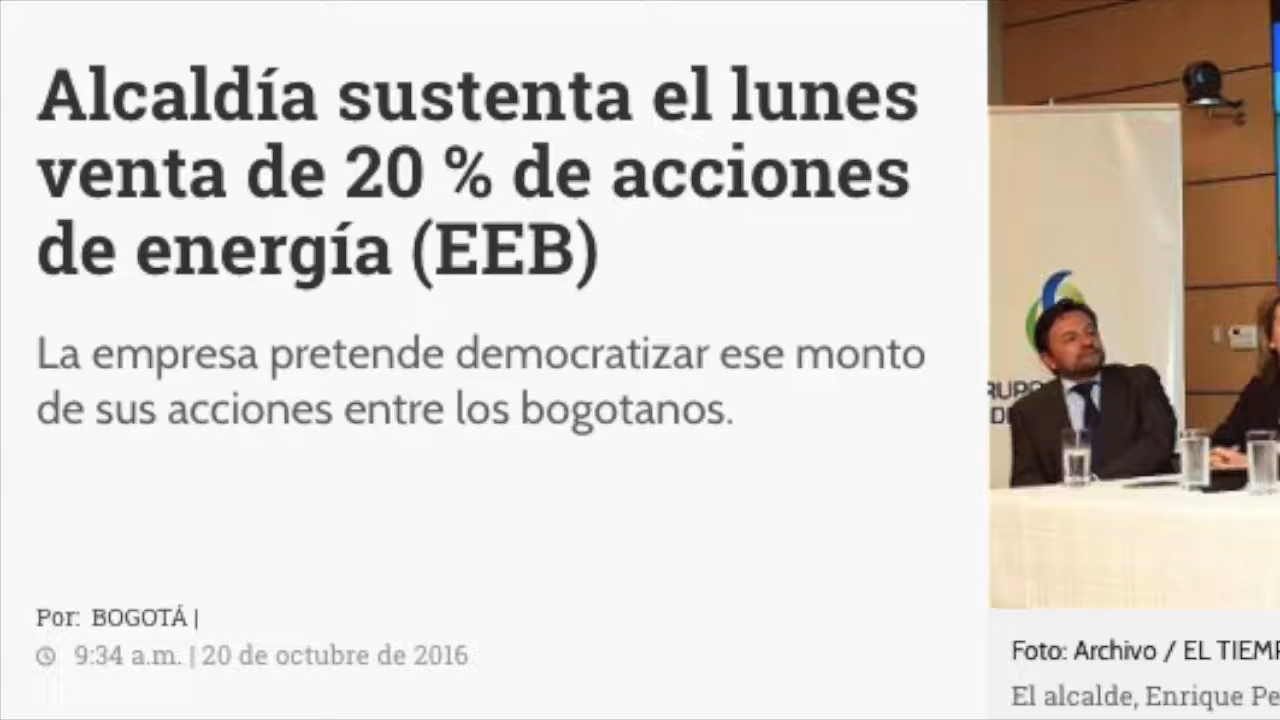 Alcaldía sustenta el lunes
venta de 20 % de acciones
de energía (EEB)
La empresa pretende democratizar ese monto
de sus acciones entre los bogotanos.
Por: BOGOTÁ |
9:34 a.m. | 20 de octubre de 2016
Foto: Archivo / EL TIEMP
El alcalde, Enrique Pe